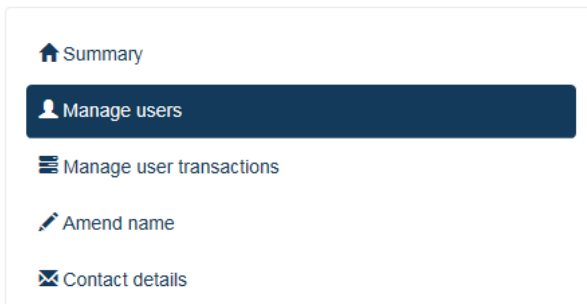 Summary
Manage users
Manage user transactions
Amend name
Contact details